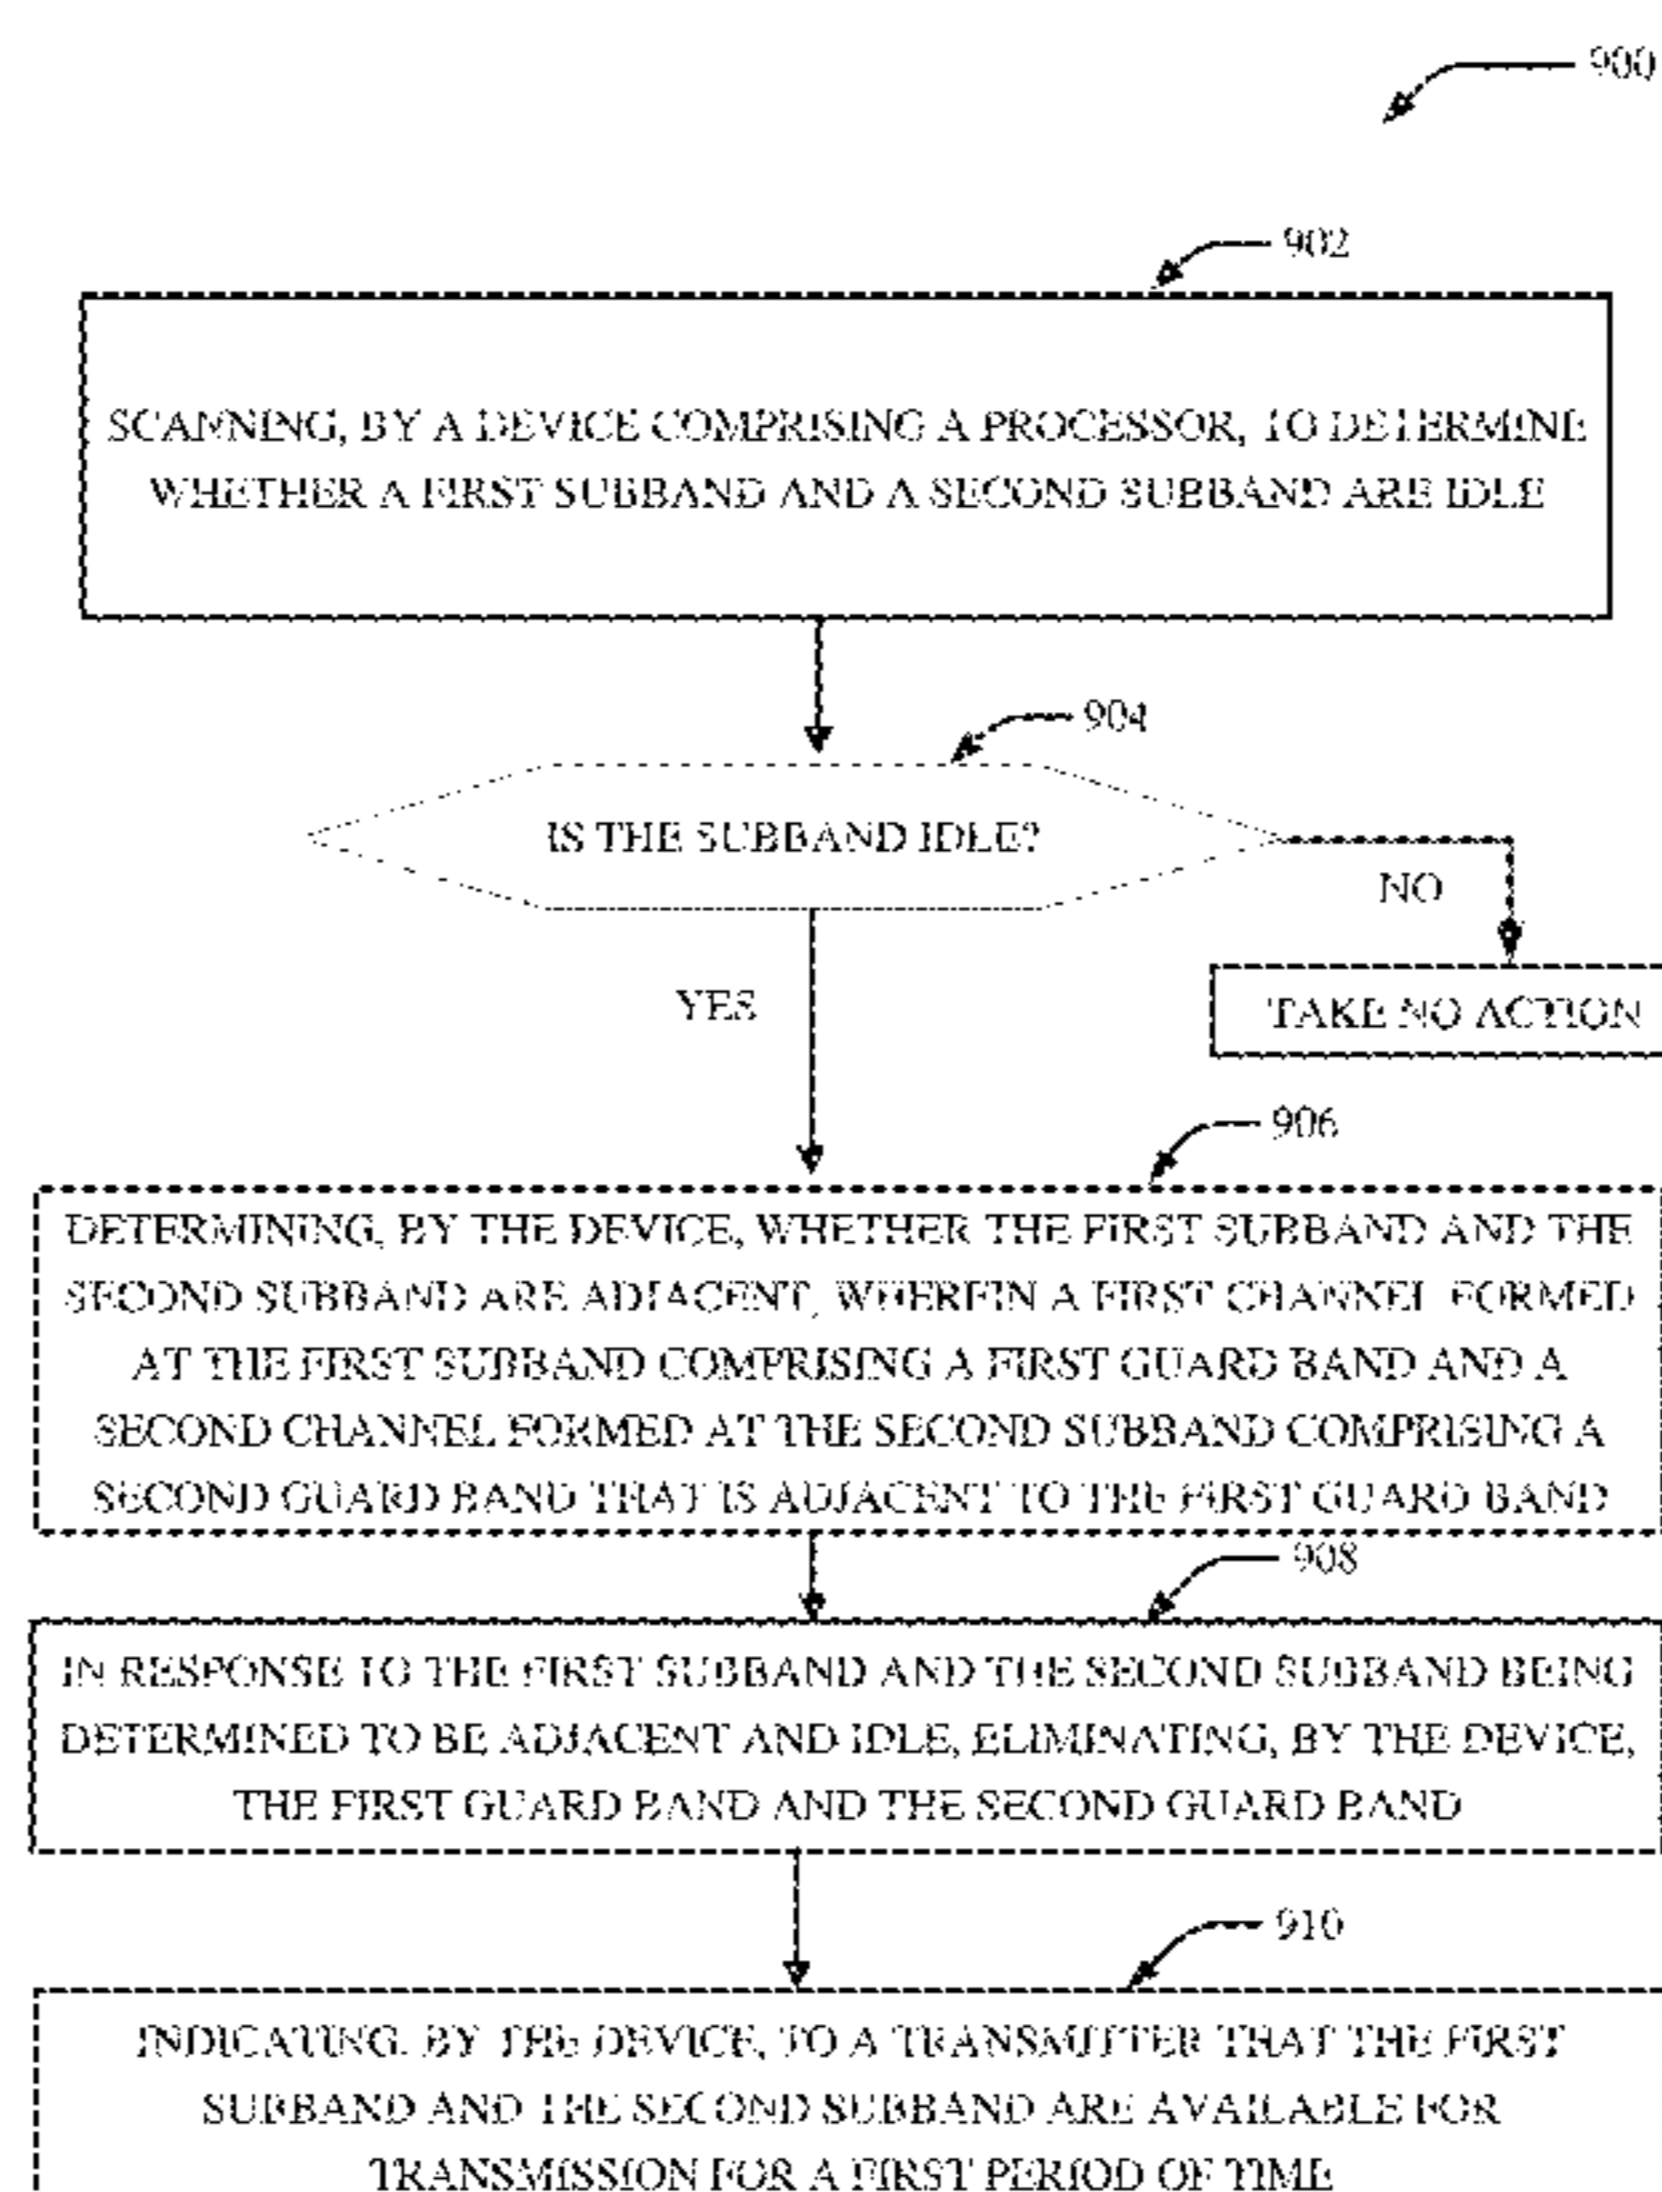 900
902
SCANNING, BY A DEVICE COMPRISING A PROCESSOR, TO DETERMINE
WHETHER A FIRST SUBBAND AND A SECOND SUBBAND ARE IDLE
904
IS THE SUBBAND IDLE?
NO
YES
TAKE NO ACTION
906
DETERMINING, BY THE DEVICE, WHETHER THE FIRST SUBBAND AND THE
SECOND SUBBAND ARE ADJACENT, WHEREIN A FIRST CHANNEL FORMED
AT THE FIRST SUBBAND COMPRISING A FIRST GUARD BAND AND A
SECOND CHANNEL FORMED AT THE SECOND SUBBAND COMPRISING A
SECOND GUARD BAND THAT IS ADJACENT TO THE FIRST GUARD BAND
908
IN RESPONSE TO THE FIRST SUBBAND AND THE SECOND SUBBAND BEING
DETERMINED TO BE ADJACENT AND IDLE, ELIMINATING, BY THE DEVICE,
THE FIRST GUARD BAND AND THE SECOND GUARD BAND
910
INDICATING, BY THE DEVICE, TO A TRANSMITTER THAT THE FIRST
SUBBAND AND THE SECOND SUBBAND ARE AVAILABLE FOR
TRANSMISSION FOR A FIRST PERIOD OF TIME